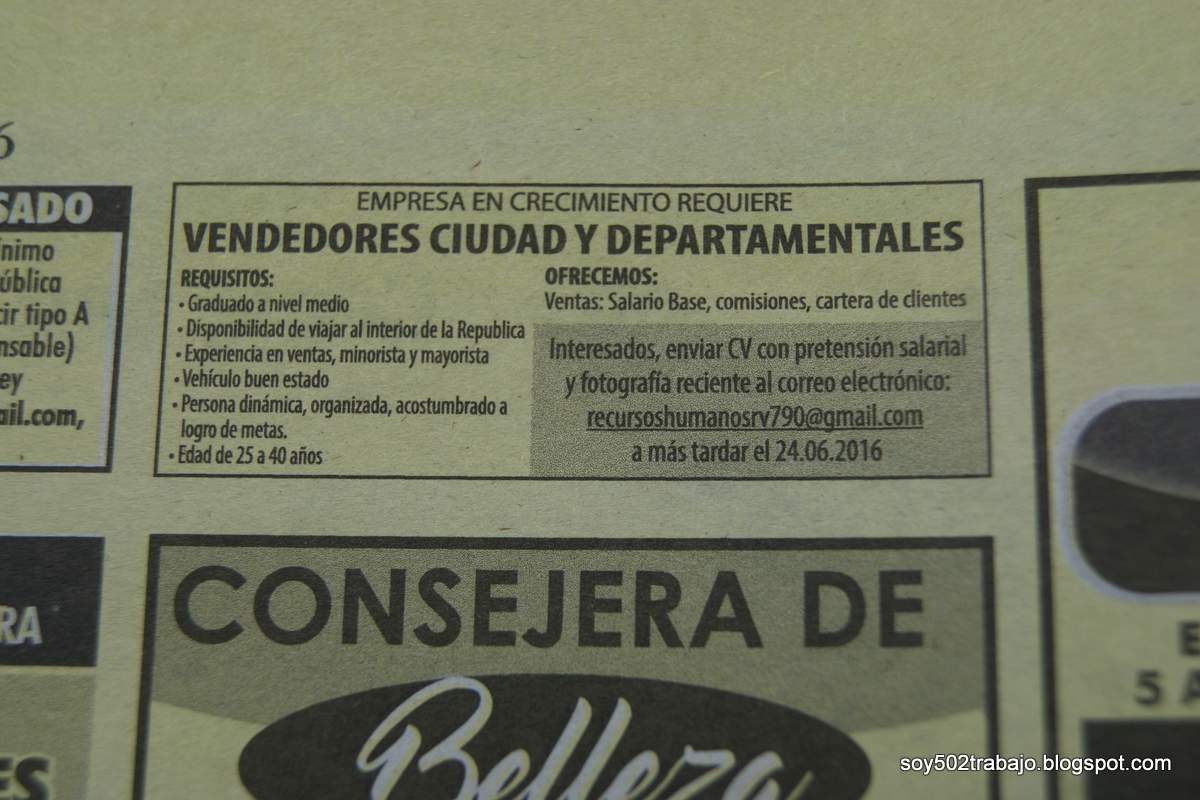 6
SADO
ínimo
ública
cir tipo A
nsable)
ey
ail.com,
EMPRESA EN CRECIMIENTO REQUIERE
VENDEDORES CIUDAD Y DEPARTAMENTALES
REQUISITOS:
• Graduado a nivel medio
• Disponibilidad de viajar al interior de la Republica
• Experiencia en ventas, minorista y mayorista
• Vehículo buen estado
• Persona dinámica, organizada, acostumbrado a
logro de metas.
• Edad de 25 a 40 años
OFRECEMOS:
Ventas: Salario Base, comisiones, cartera de clientes
Interesados, enviar CV con pretensión salarial
y fotografía reciente al correo electrónico:
recursoshumanosrv790@gmail.com
a más tardar el 24.06.2016
RA
ES
CONSEJERA DE
Belleza
E
5 A
soy502trabajo.blogspot.com